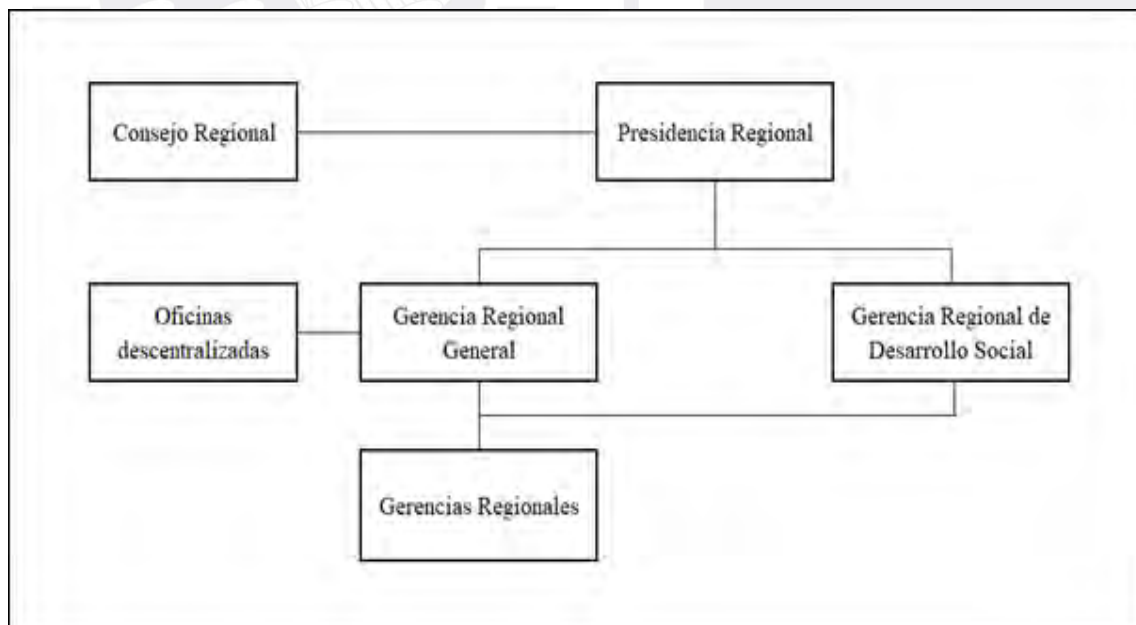 Consejo Regional
Presidencia Regional
Oficinas
descentralizadas
Gerencia Regional
General
Gerencia Regional de
Desarrollo Social
Gerencias Regionales